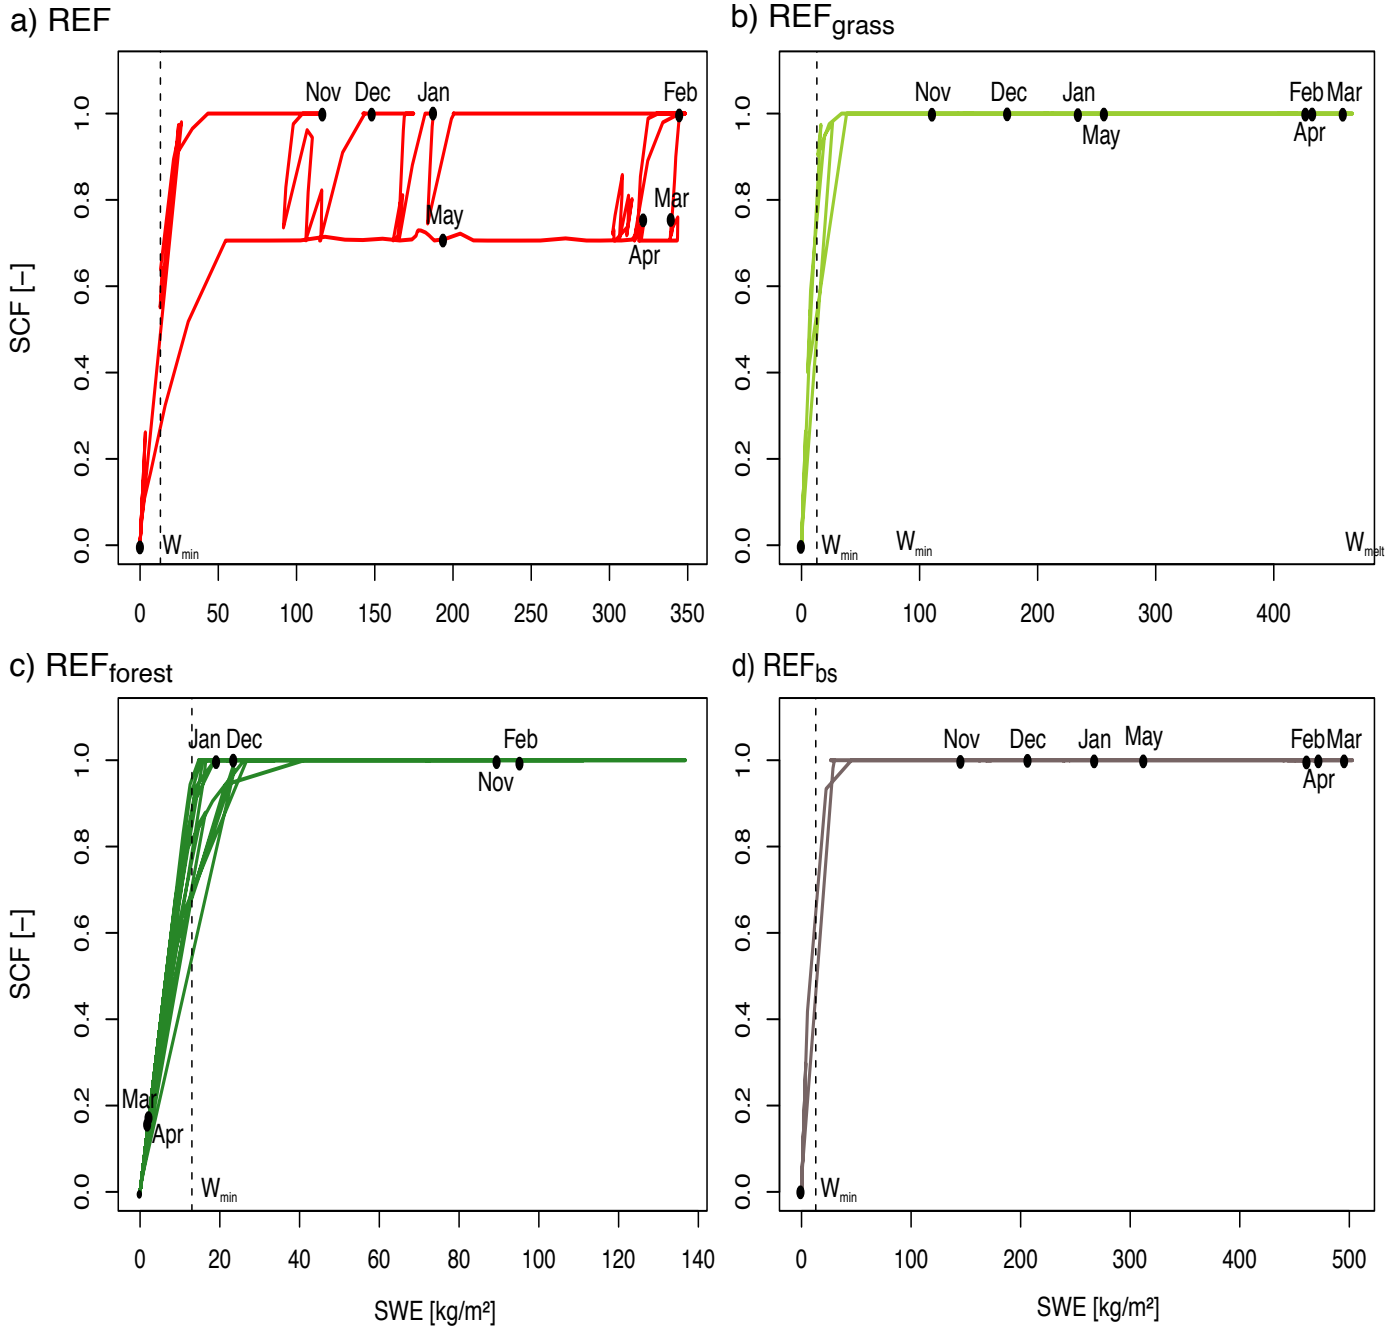 a) REF
SCF [–]
0.0 0.2 0.4 0.6 0.8 1.0
Nov Dec Jan Feb
Mar
May
Apr
Wmin
0 50 100 150 200 250 300 350
b) REFgrass
0.0 0.2 0.4 0.6 0.8 1.0
Nov Dec Jan Feb Mar
May Apr
Wmin Wmin Wmelt
0 100 200 300 400
c) REFforest
SCF [–]
0.0 0.2 0.4 0.6 0.8 1.0
Jan Dec Feb
Nov
Mar
Apr
Wmin
0 20 40 60 80 100 120 140
SWE [kg/m²]
d) REFbs
0.0 0.2 0.4 0.6 0.8 1.0
Nov Dec Jan May Feb Mar
Apr
Wmin
0 100 200 300 400 500
SWE [kg/m²]